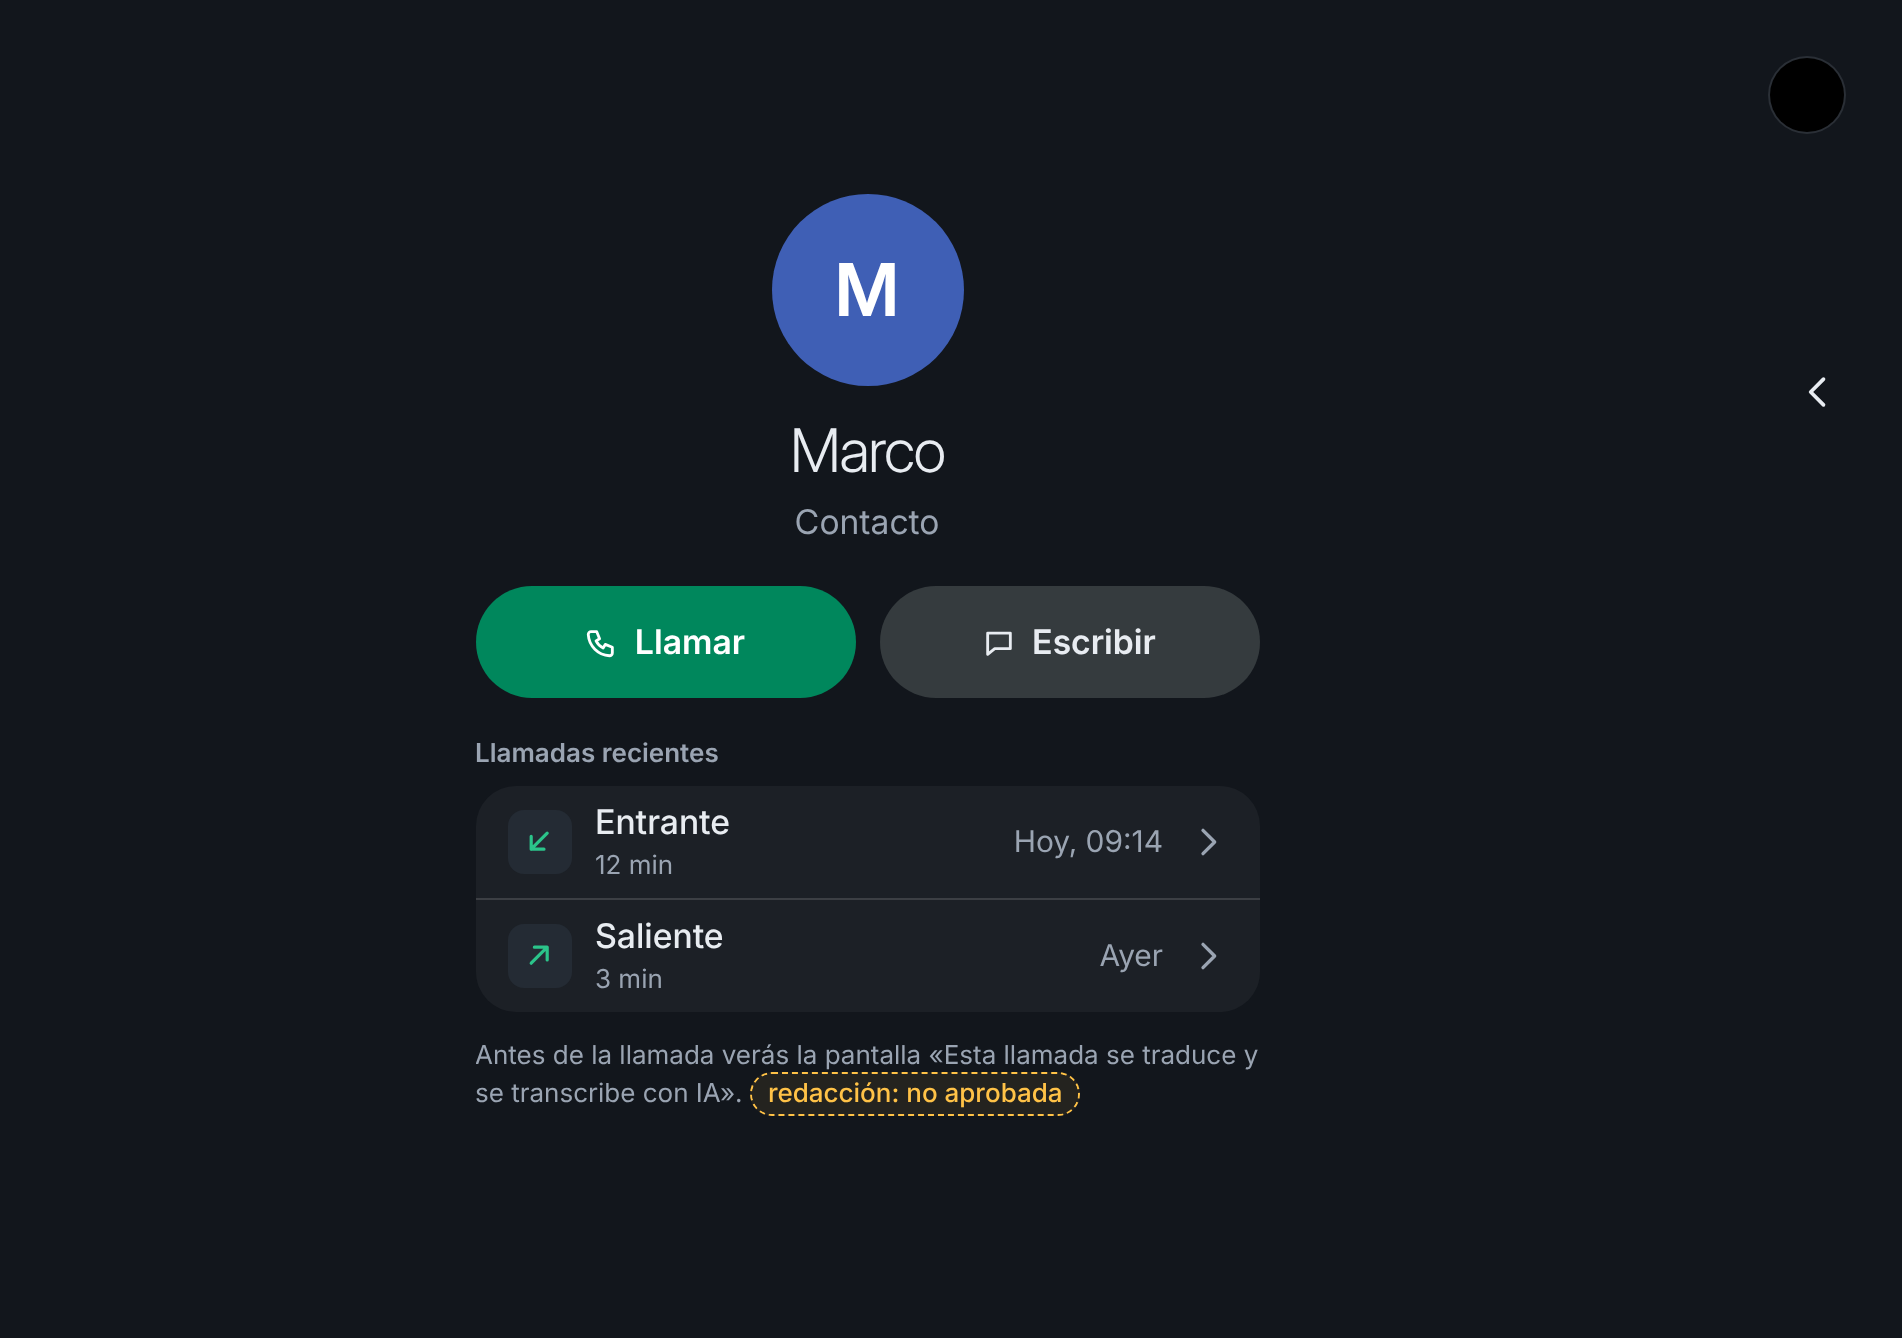 M
Marco
Contacto
Llamar
Escribir
Llamadas recientes
Entrante
12 min
Hoy, 09:14
Saliente
3 min
Ayer
Antes de la llamada verás la pantalla «Esta llamada se traduce y
se transcribe con IA». redacción: no aprobada